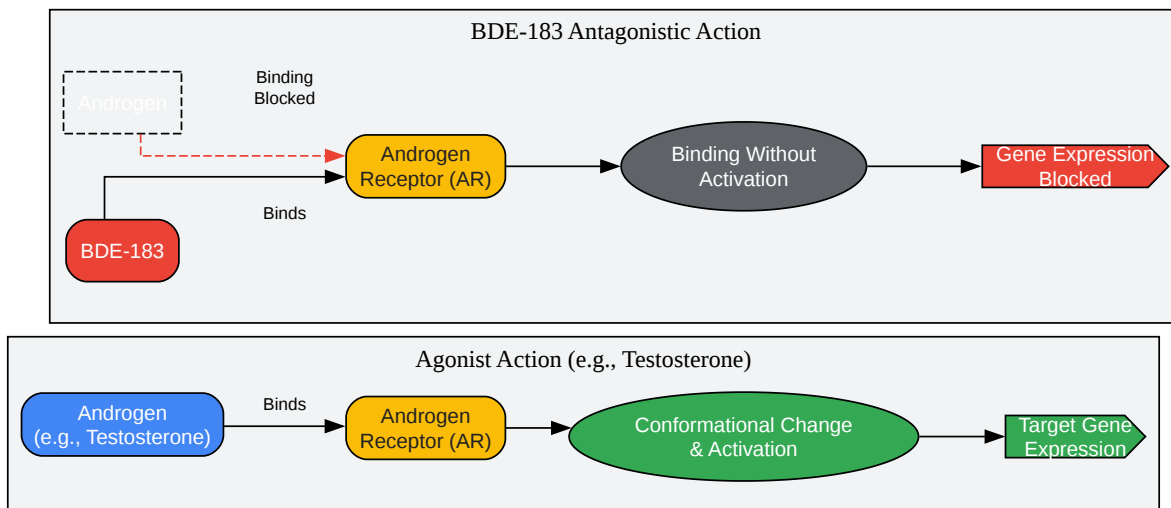 BDE-183 Antagonistic Action
Androgen
Binding
Blocked
Androgen
Receptor (AR)
Binding Without
Activation
Gene Expression
Blocked
Binds
BDE-183
Agonist Action (e.g., Testosterone)
Androgen
(e.g., Testosterone)
Binds
Androgen
Receptor (AR)
Conformational Change
& Activation
Target Gene
Expression